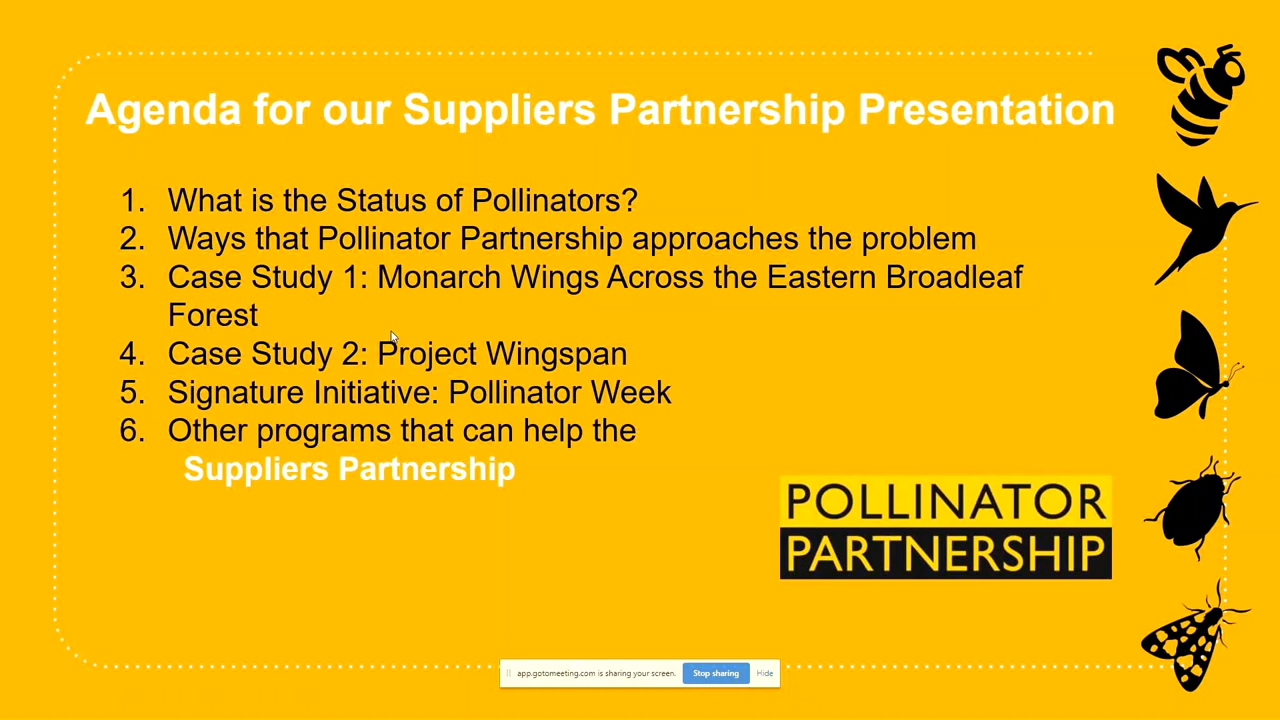 Agenda for our Suppliers Partnership Presentation
1. What is the Status of Pollinators?
2. Ways that Pollinator Partnership approaches the problem
3. Case Study 1: Monarch Wings Across the Eastern Broadleaf
Forest
4. Case Study 2: Project Wingspan
5. Signature Initiative: Pollinator Week
6. Other programs that can help the
Suppliers Partnership
POLLINATOR
PARTNERSHIP
app.gotomeeting.com is sharing your screen. Stop sharing Hide